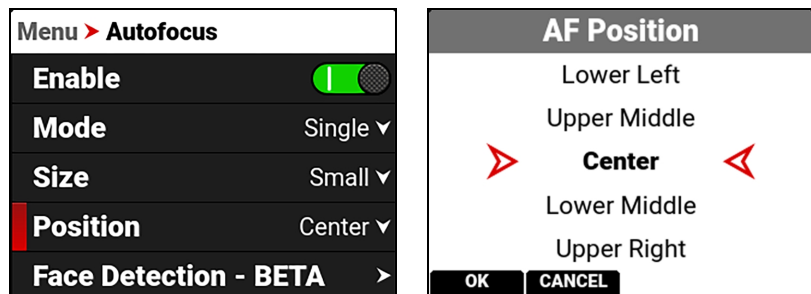 Menu > Autofocus
Enable
Mode Single
Size Small
Position Center
Face Detection - BETA
AF Position
Lower Left
Upper Middle
Center
Lower Middle
Upper Right
OK CANCEL